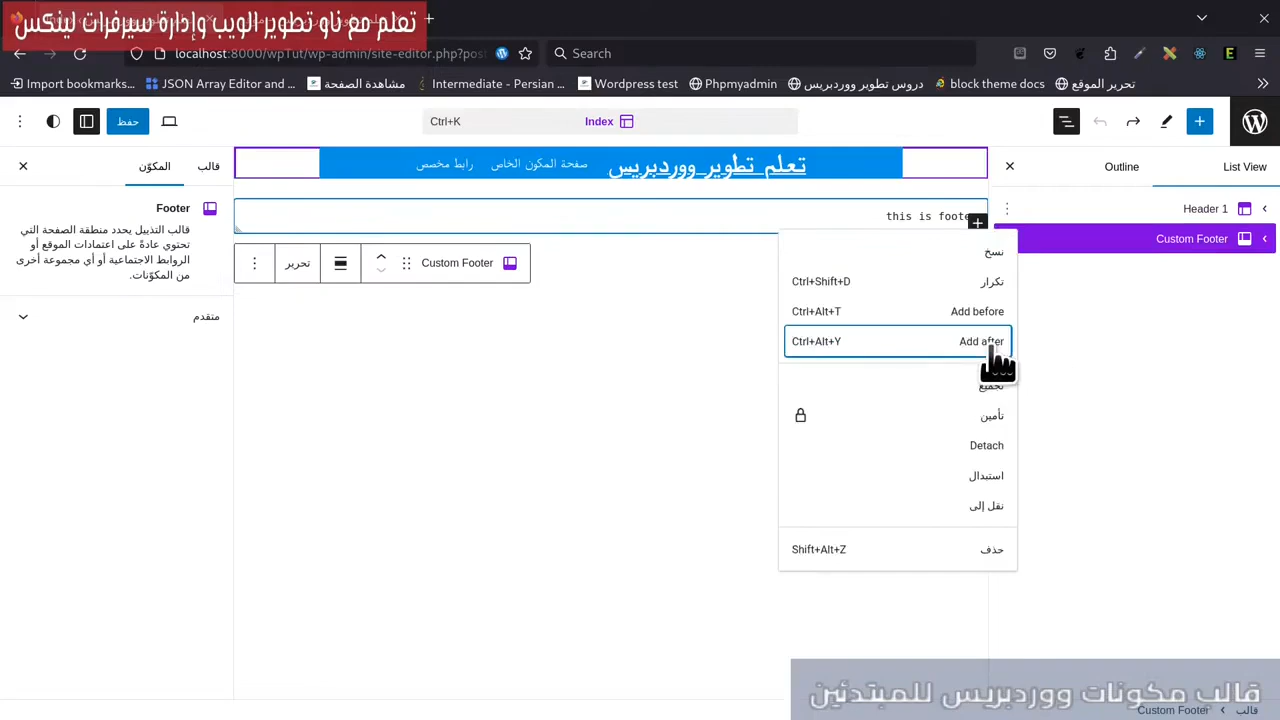 تعلم مع ناو تطوير الويب وإدارة سيرفرات لينكس
localhost:8000/wpTut/wp-admin/site-editor.php?pos
Search
Import bookmarks...
JSON Array Editor and ...
مشاهدة الصفحة
Intermediate - Persian ...
Wordpress test
Phpmyadmin
دروس تطوير ووردبريس
block theme docs
تحرير الموقع
حفظ
Ctrl+K
Index
قالب
المكوّن
تعلم تطوير ووردبريس
صفحة المكون الخاص
رابط مخصص
Outline
List View
Footer
قالب التذييل يحدد منطقة الصفحة التي
تحتوي عادةً على اعتمادات الموقع أو
الروابط الاجتماعية أو أي مجموعة أخرى
من المكوّنات.
متقدم
this is foote
تحرير
Custom Footer
Header 1
Custom Footer
نسخ
تكرار
Ctrl+Shift+D
Add before
Ctrl+Alt+T
Add after
Ctrl+Alt+Y
تجميع
تأمين
Detach
استبدال
نقل إلى
حذف
Shift+Alt+Z
قالب مكونات ووردبريس للمبتدئين
قالب
Custom Footer